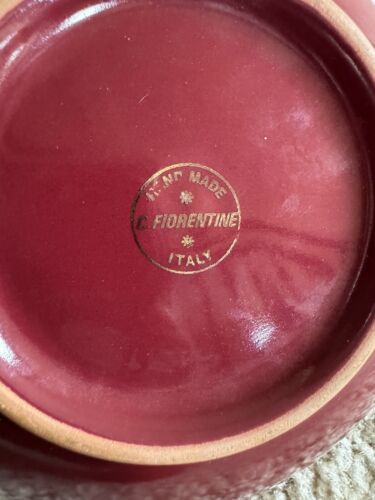 HAND MADE
C. FIORENTINE
ITALY